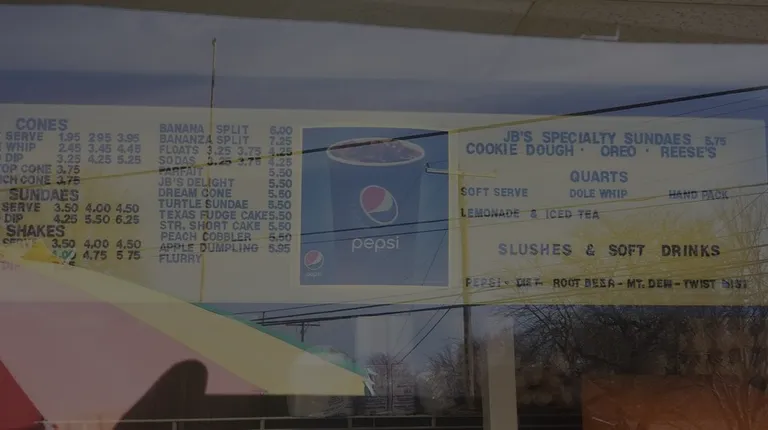 CONES
SERVE 1.95 2.95 3.95
WHIP 2.45 3.45 4.45
DIP 3.25 4.25 5.25
TOP CONE 3.75
CONE 3.75
SUNDAES
SERVE 3.50 4.00 4.50
DIP 4.25 5.50 6.25
SHAKES
SERVE 3.50 4.00 4.50
4.75 5.75
BANANA SPLIT 6.00
BANANZA SPLIT 7.25
FLOATS 3.25 3.75 4.25
SODAS 3.25 3.75 4.25
PARFAIT 5.50
JB'S DELIGHT 5.50
DREAM CONE 5.50
TURTLE SUNDAE 5.50
TEXAS FUDGE CAKE 5.50
STR. SHORT CAKE 5.50
PEACH COBBLER 5.50
APPLE DUMPLING 5.95
FLURRY
pepsi
pepsi
JB'S SPECIALTY SUNDAES 5.75
COOKIE DOUGH · OREO · REESE'S
QUARTS
SOFT SERVE DOLE WHIP HAND PACK
LEMONADE & ICED TEA
SLUSHES & SOFT DRINKS
PEPSI - DIET - ROOT BEER - MT. DEW - TWIST MIST